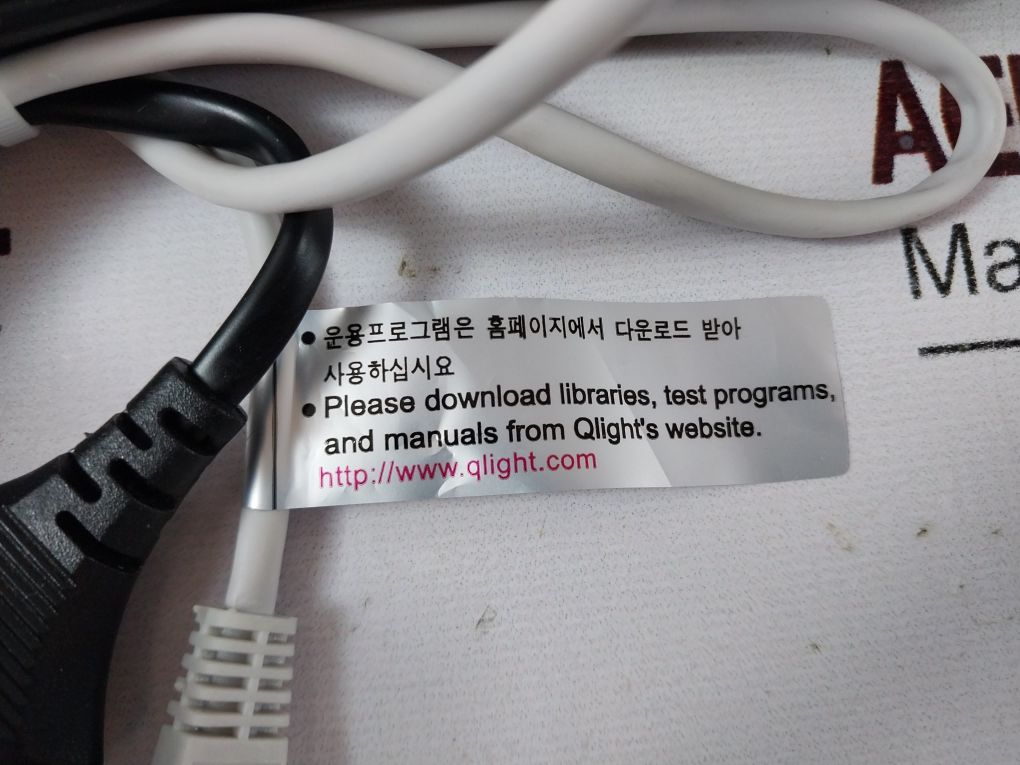 • 운용프로그램은 홈페이지에서 다운로드 받아
사용하십시요
• Please download libraries, test programs,
and manuals from Qlight's website.
http://www.qlight.com
Ma